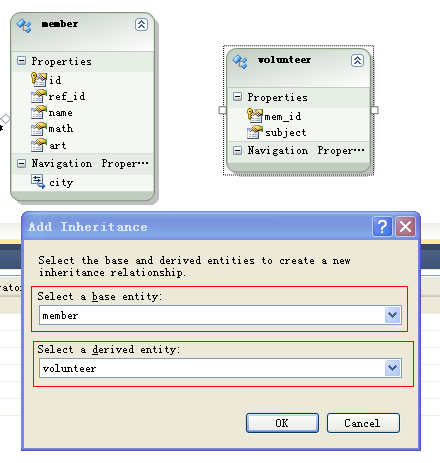 member
Properties
id
ref_id
name
math
art
Navigation Proper···
city
volunteer
Properties
mem_id
subject
Navigation Proper···
Add Inheritance
Select the base and derived entities to create a new
inheritance relationship.
Select a base entity:
member
Select a derived entity:
volunteer
OK
Cancel